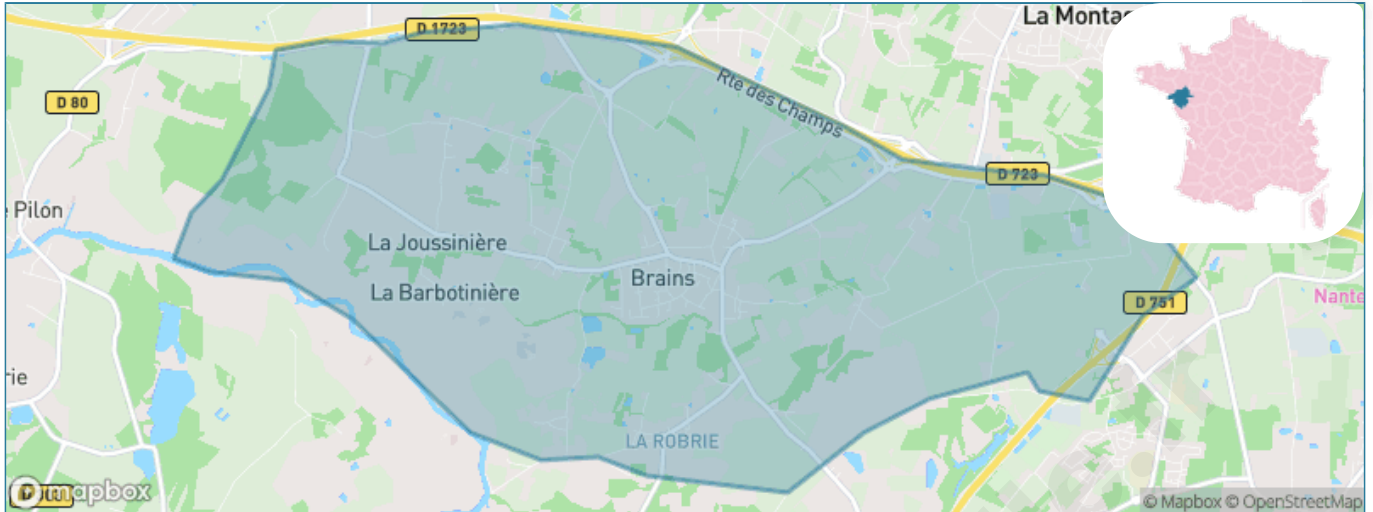 La Monta
D 1723
D 80
Rte des Champs
D 723
Pilon
La Joussinière
Brains
La Barbotinière
Nante
D 751
rie
LA ROBRIE
mapbox
© Mapbox © OpenStreetMap